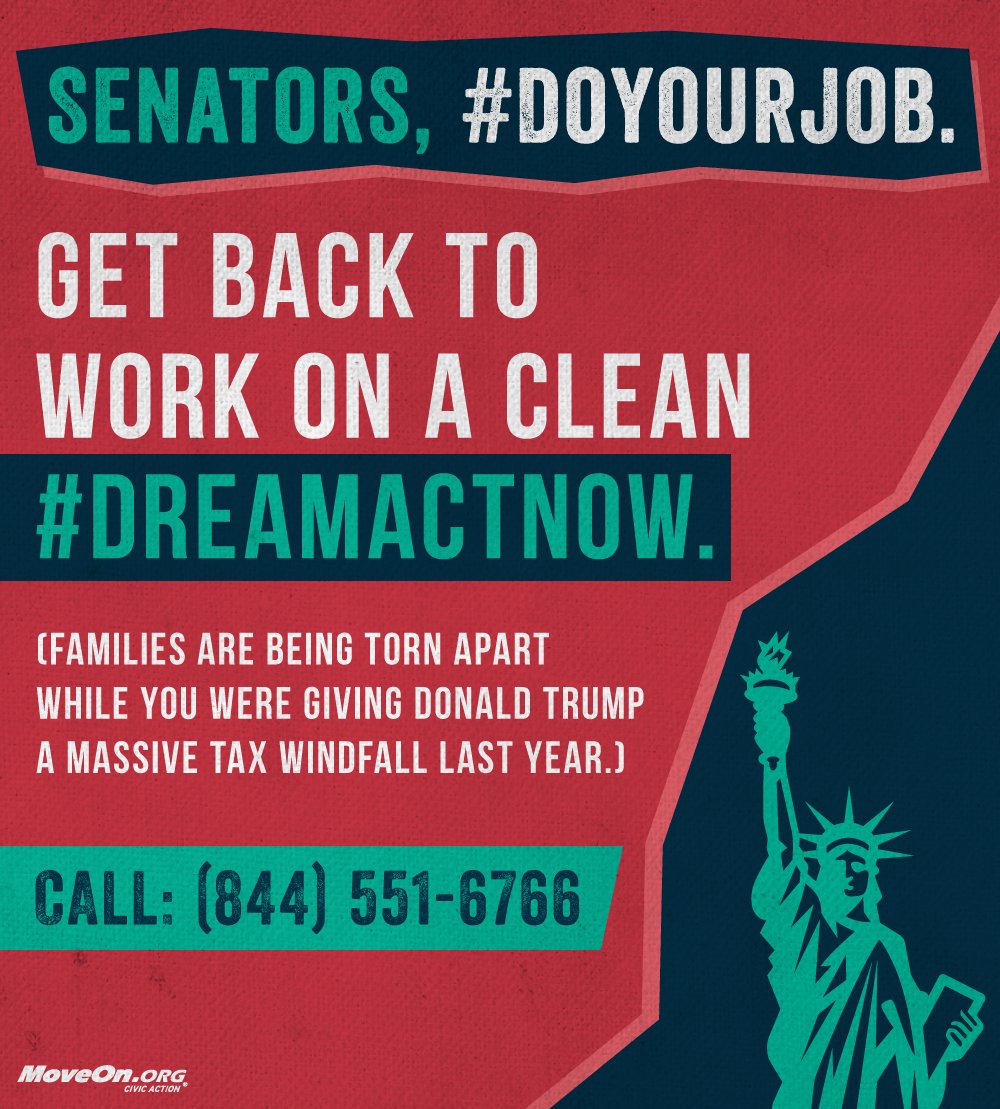 SENATORS, #DOYOURJOB.
GET BACK TO
WORK ON A CLEAN
#DREAMACTNOW.
(FAMILIES ARE BEING TORN APART
WHILE YOU WERE GIVING DONALD TRUMP
A MASSIVE TAX WINDFALL LAST YEAR.)
CALL: (844) 551-6766
MoveOn.ORG
CIVIC ACTION®